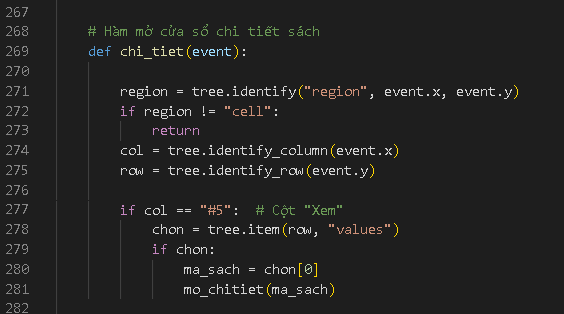 267
268 # Hàm mở cửa sổ chi tiết sách
269 def chi_tiet(event):
270
271 region = tree.identify("region", event.x, event.y)
272 if region != "cell":
273 return
274 col = tree.identify_column(event.x)
275 row = tree.identify_row(event.y)
276
277 if col == "#5":  # Cột "Xem"
278 chon = tree.item(row, "values")
279 if chon:
280 ma_sach = chon[0]
281 mo_chitiet(ma_sach)
282